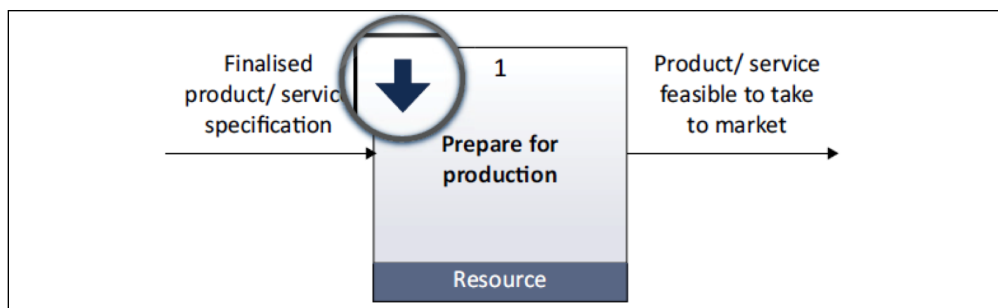 Finalised
product/ servic
specification
1
Prepare for
production
Resource
Product/ service
feasible to take
to market